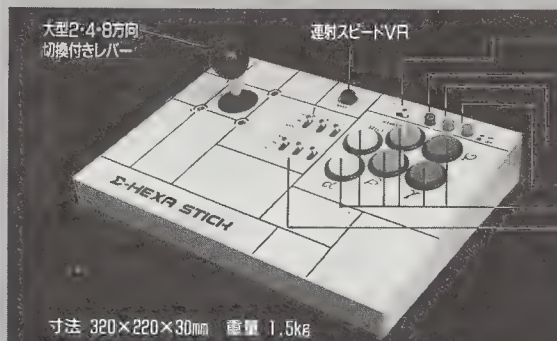 大型2・4・8方向
切換付きレバー
連射スピードVR
Σ-HEXA STICK
寸法 320×220×30mm 重量 1.5kg